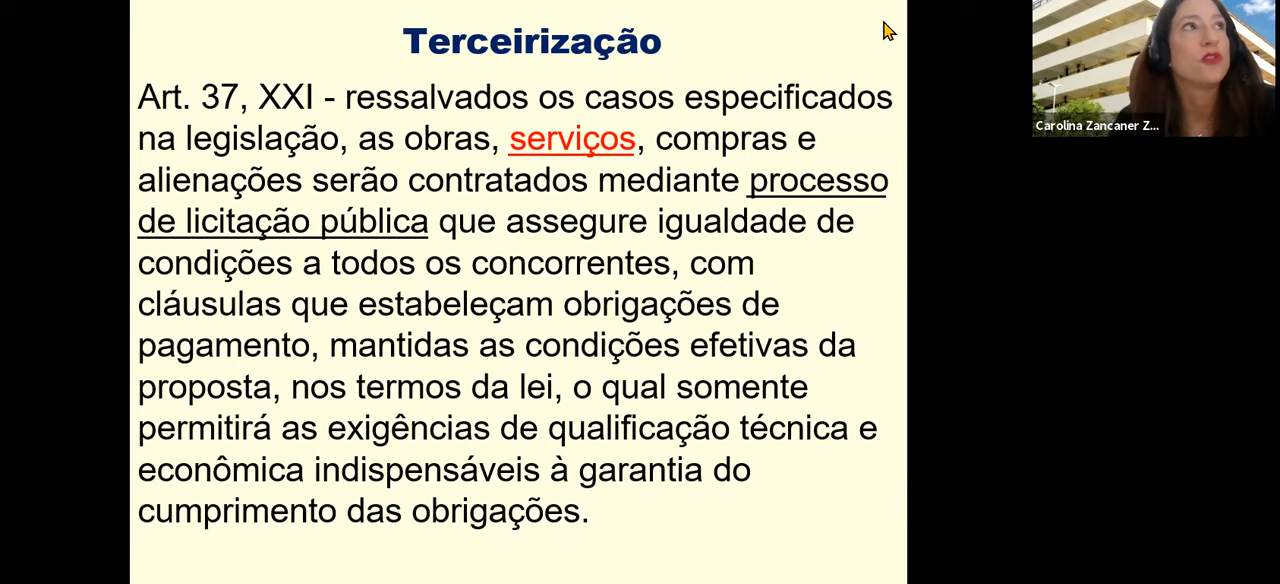 Terceirização
Art. 37, XXI - ressalvados os casos especificados
na legislação, as obras, serviços, compras e
alienações serão contratados mediante processo
de licitação pública que assegure igualdade de
condições a todos os concorrentes, com
cláusulas que estabeleçam obrigações de
pagamento, mantidas as condições efetivas da
proposta, nos termos da lei, o qual somente
permitirá as exigências de qualificação técnica e
econômica indispensáveis à garantia do
cumprimento das obrigações.
Carolina Zancaner Z...